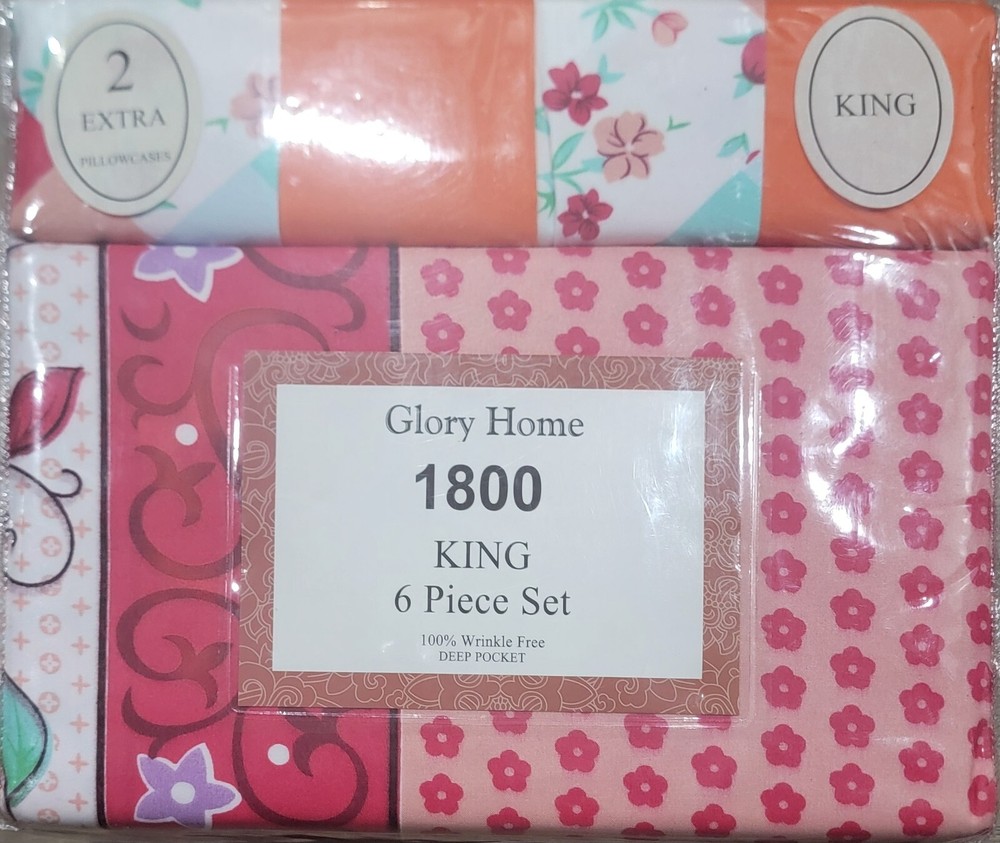 2
EXTRA
PILLOWCASES
KING
Glory Home
1800
KING
6 Piece Set
100% Wrinkle Free
DEEP POCKET